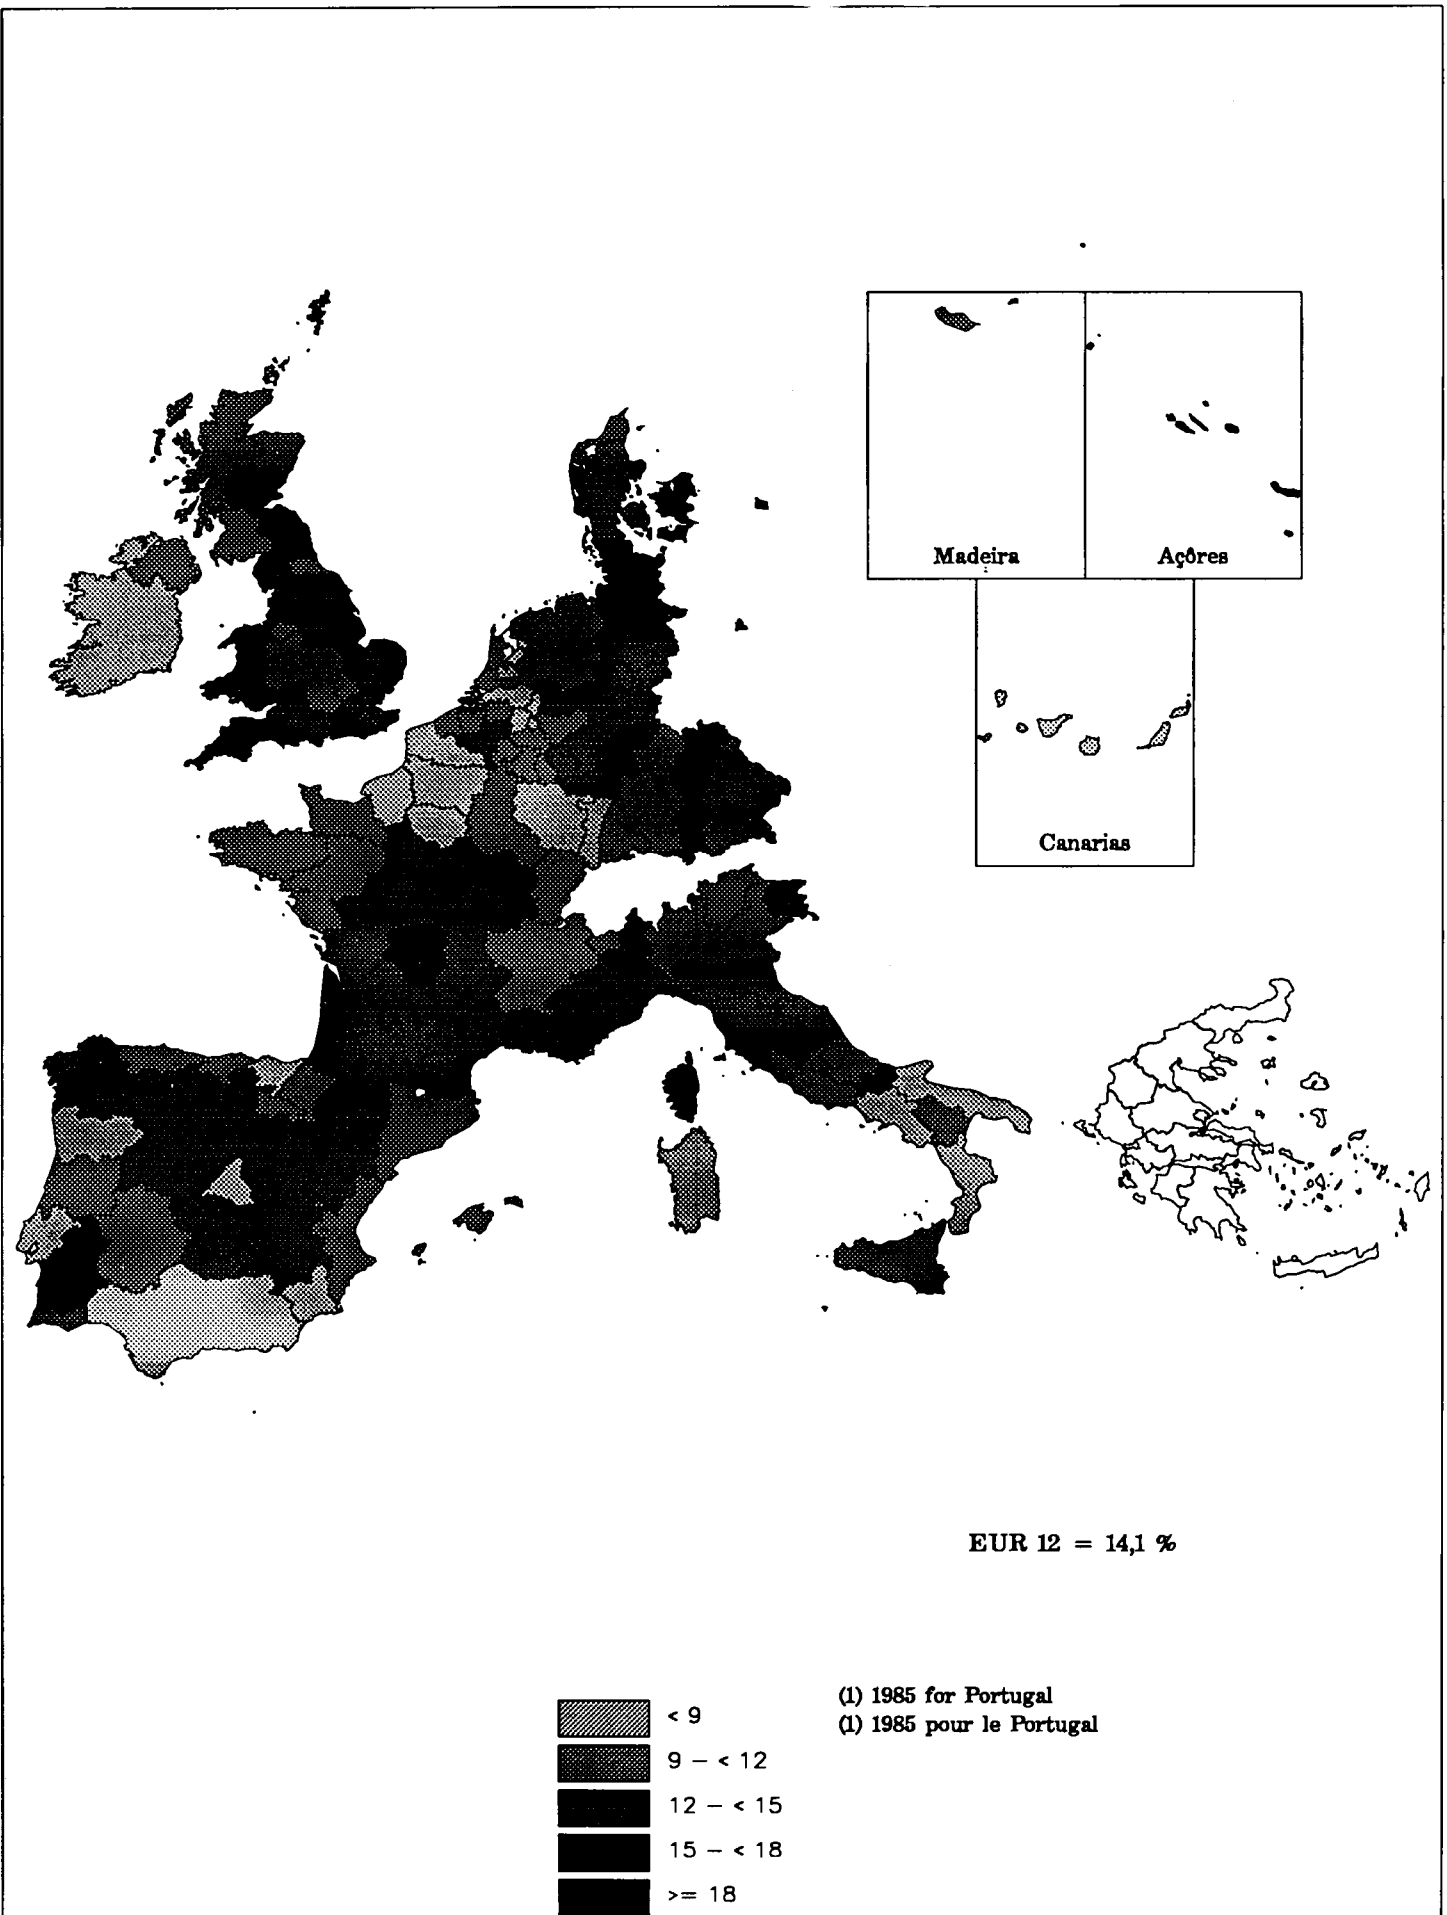 Madeira
Açôres
Canarias
EUR 12 = 14,1 %
(1) 1985 for Portugal
(1) 1985 pour le Portugal
< 9
9 – < 12
12 – < 15
15 – < 18
>= 18